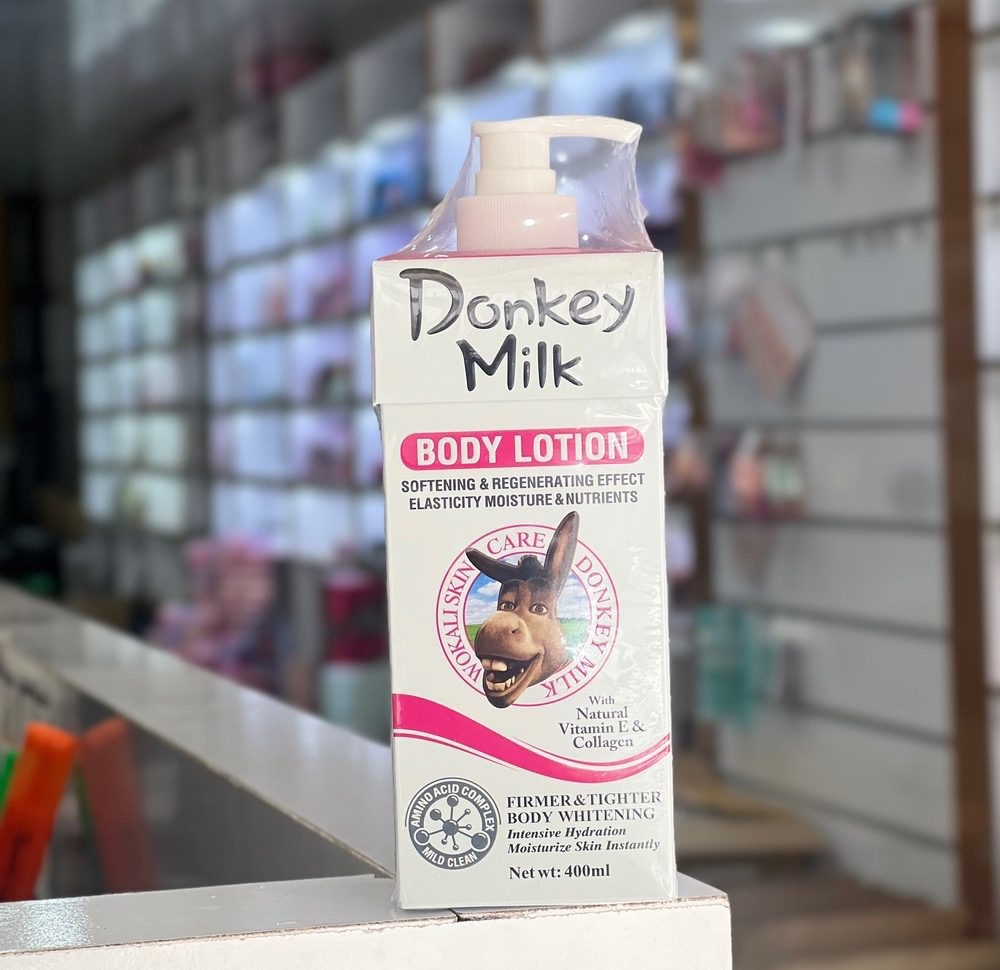 Donkey
Milk
BODY LOTION
SOFTENING & REGENERATING EFFECT
ELASTICITY MOISTURE & NUTRIENTS
WOKALI SKIN CARE DONKEY MILK
With
Natural
Vitamin E &
Collagen
AMINO ACID COMPLEX
MILD CLEAN
FIRMER & TIGHTER
BODY WHITENING
Intensive Hydration
Moisturize Skin Instantly
Net wt: 400ml